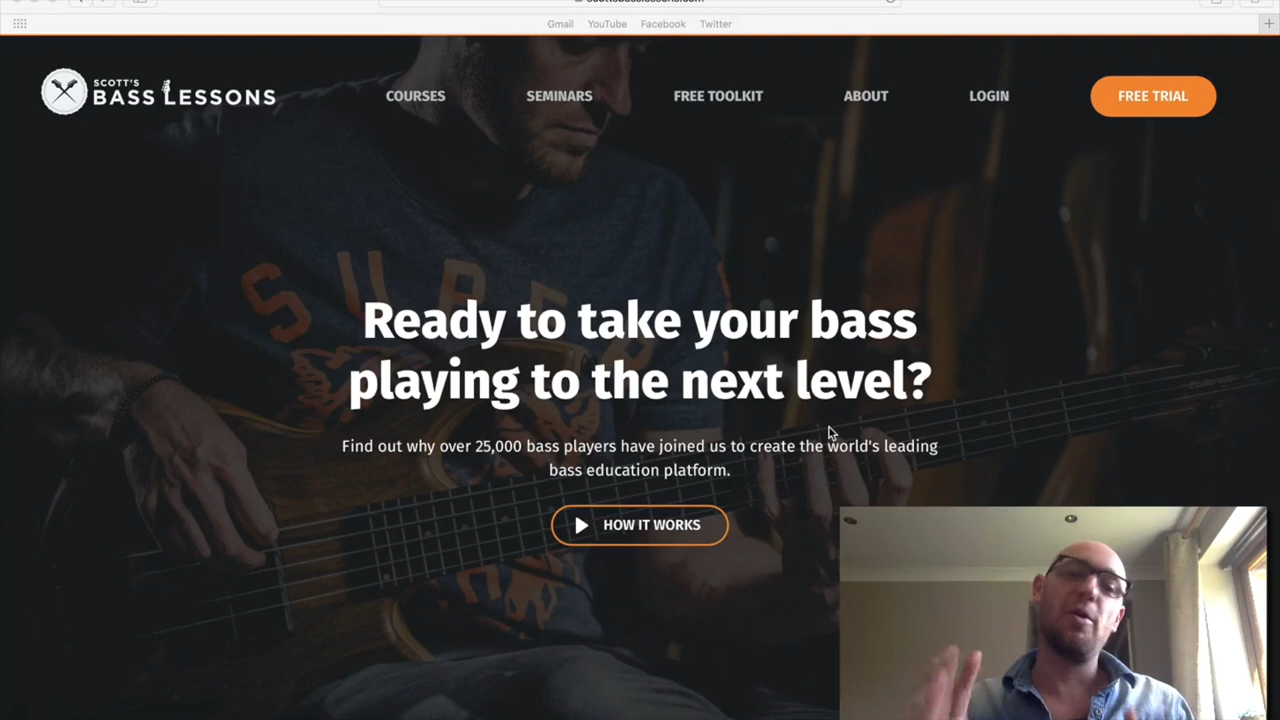 Gmail YouTube Facebook Twitter
SCOTT'S
BASS LESSONS
COURSES SEMINARS FREE TOOLKIT ABOUT LOGIN FREE TRIAL
Ready to take your bass
playing to the next level?
Find out why over 25,000 bass players have joined us to create the world's leading
bass education platform.
HOW IT WORKS